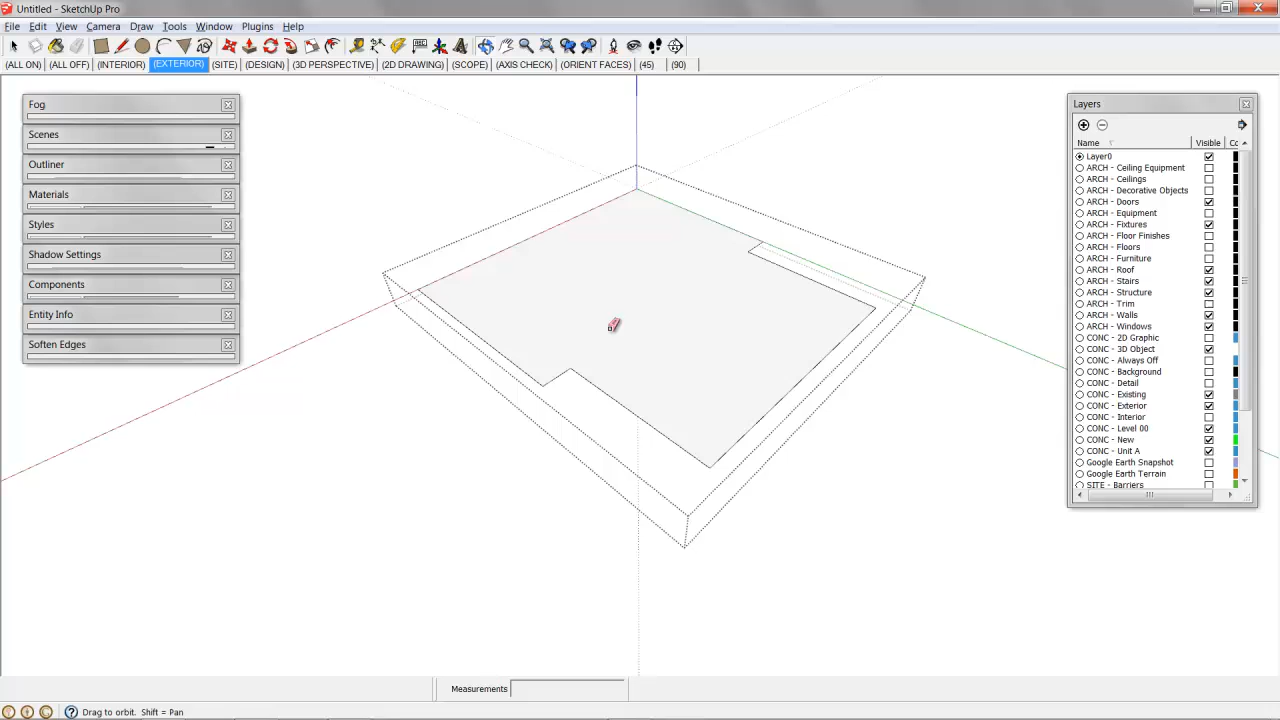 Untitled - SketchUp Pro
File Edit View Camera Draw Tools Window Plugins Help
(ALL ON) (ALL OFF) (INTERIOR) (EXTERIOR) (SITE) (DESIGN) (3D PERSPECTIVE) (2D DRAWING) (SCOPE) (AXIS CHECK) (ORIENT FACES) (45) (90)
Fog
Scenes
Outliner
Materials
Styles
Shadow Settings
Components
Entity Info
Soften Edges
Layers
Name Visible Co
Layer0
ARCH - Ceiling Equipment
ARCH - Ceilings
ARCH - Decorative Objects
ARCH - Doors
ARCH - Equipment
ARCH - Fixtures
ARCH - Floor Finishes
ARCH - Floors
ARCH - Furniture
ARCH - Roof
ARCH - Stairs
ARCH - Structure
ARCH - Trim
ARCH - Walls
ARCH - Windows
CONC - 2D Graphic
CONC - 3D Object
CONC - Always Off
CONC - Background
CONC - Detail
CONC - Existing
CONC - Exterior
CONC - Interior
CONC - Level 00
CONC - New
CONC - Unit A
Google Earth Snapshot
Google Earth Terrain
SITE - Barriers
Measurements
Drag to orbit. Shift = Pan